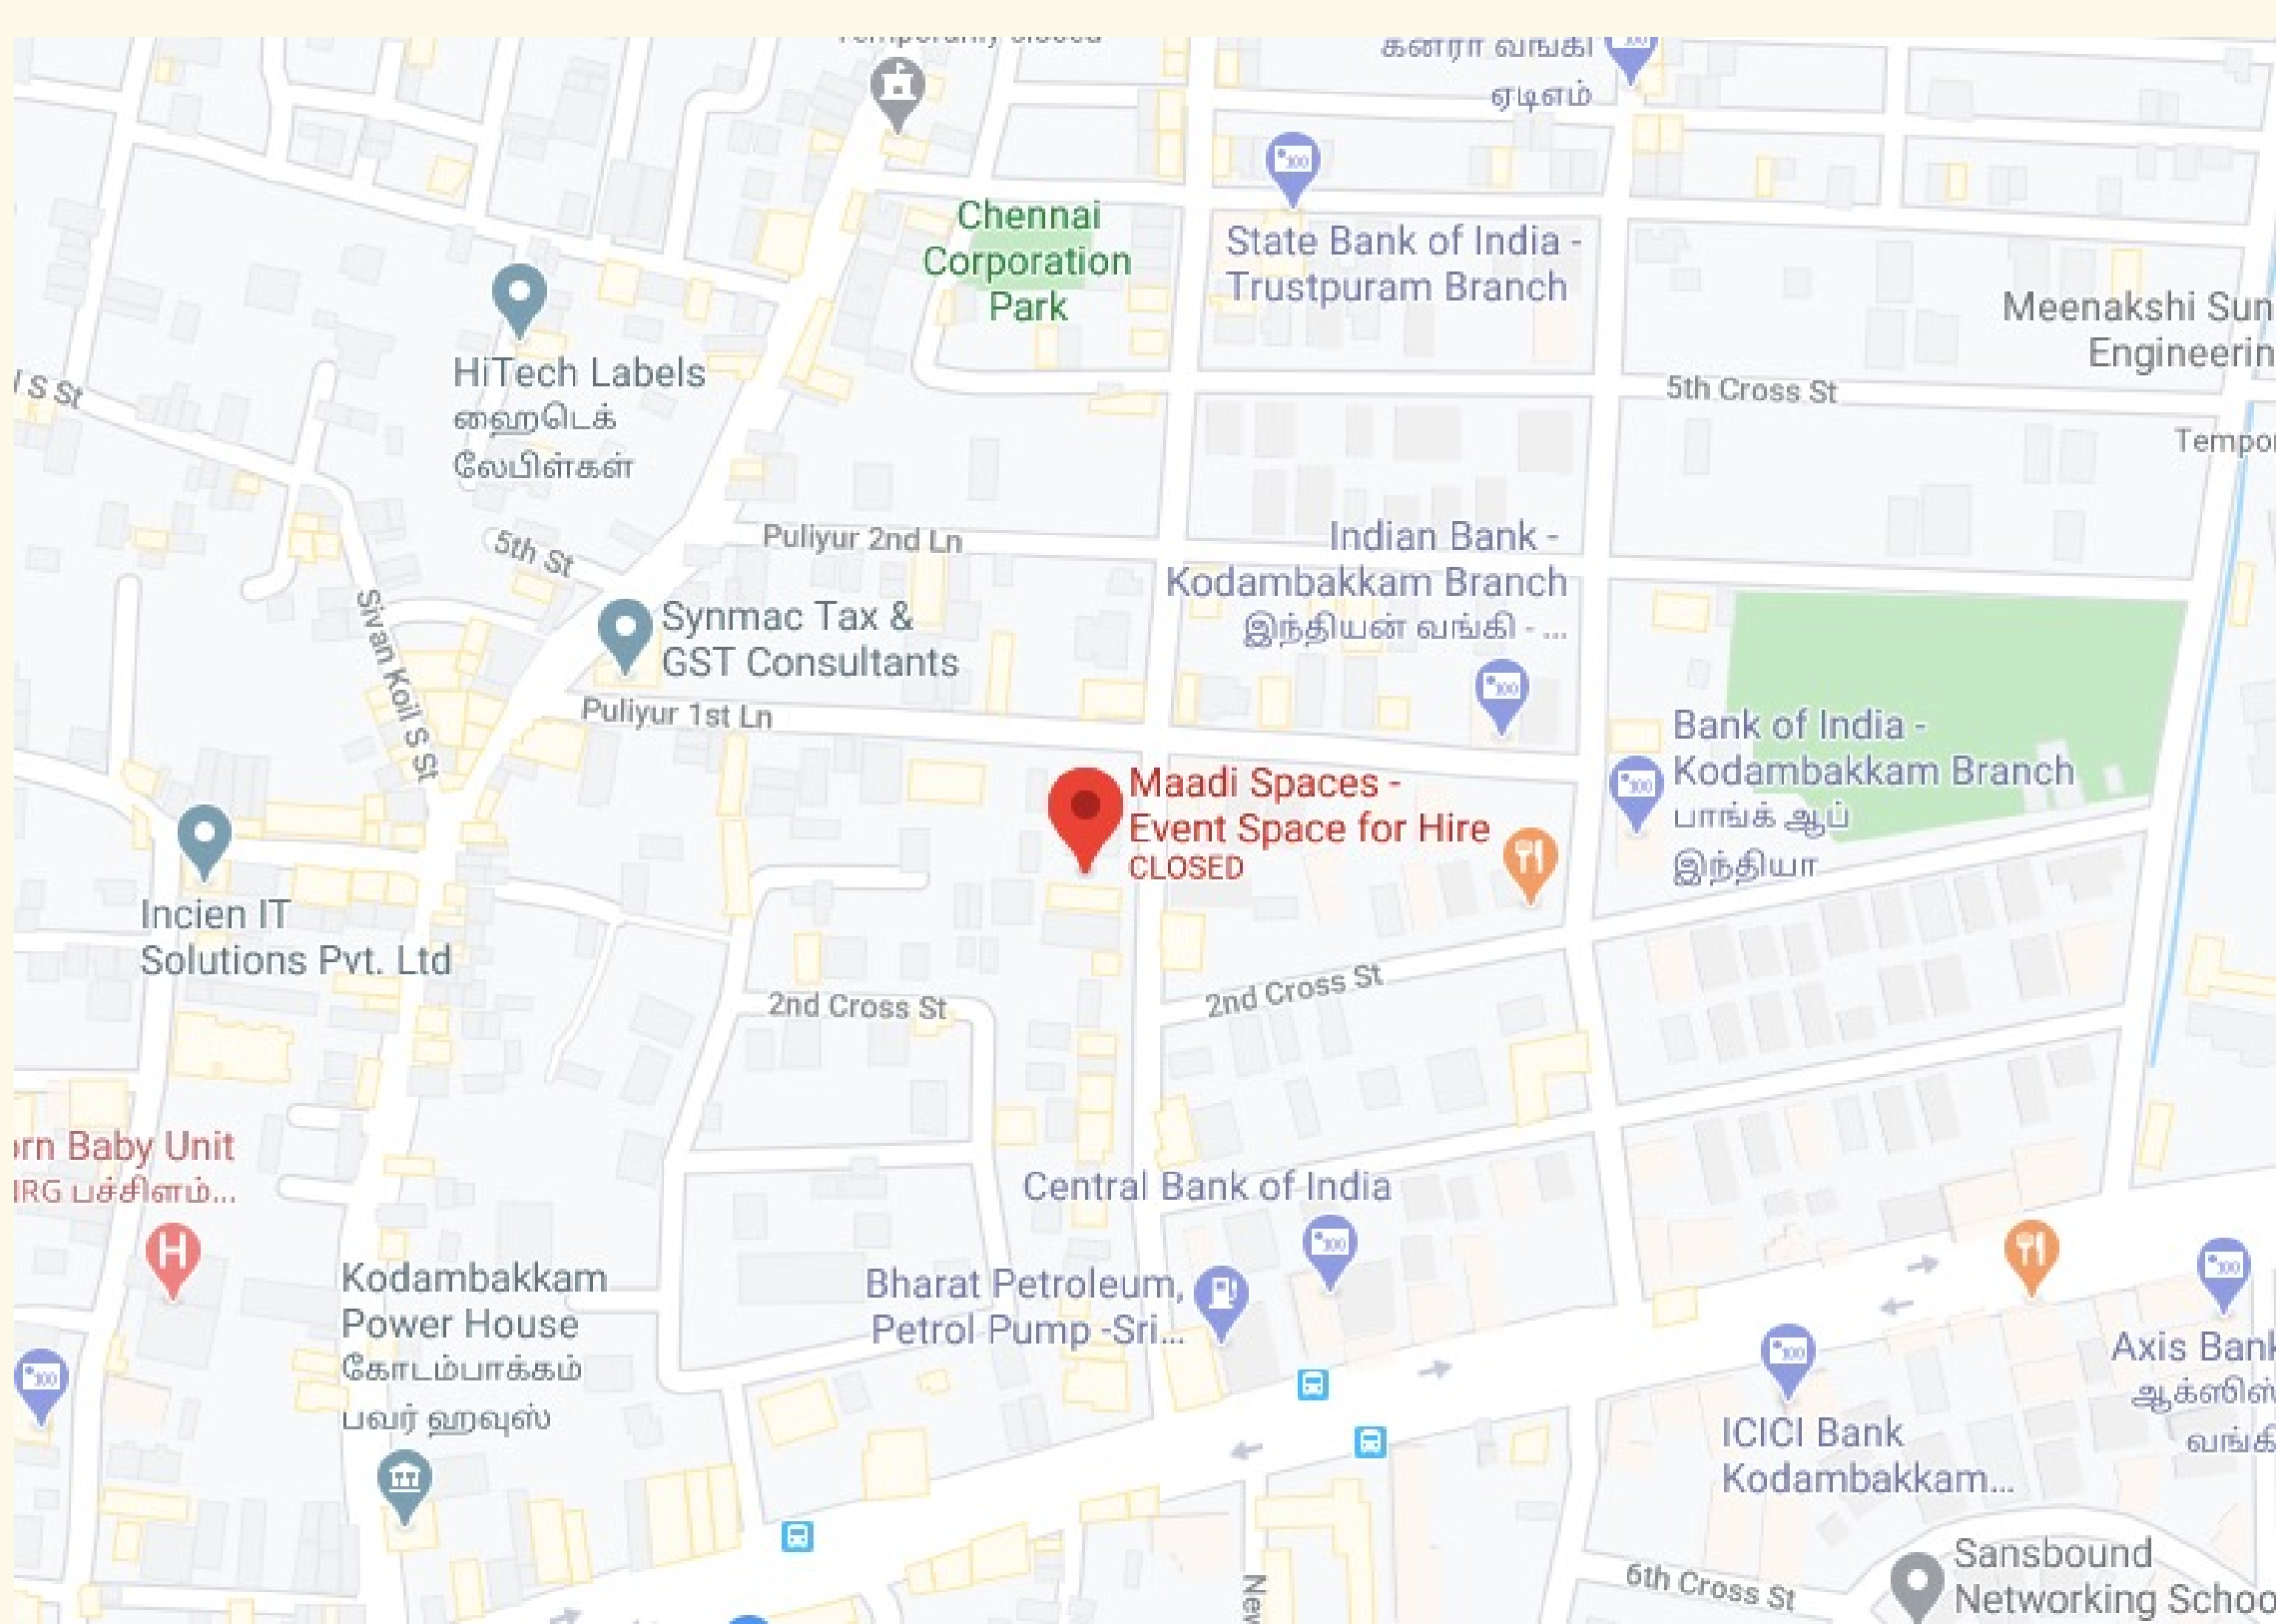 Temporarily closed
கனரா வங்கி
ஏடிஎம்
Chennai
Corporation
Park
State Bank of India -
Trustpuram Branch
Meenakshi Sun
Engineerin
HiTech Labels
ஹைடெக்
லேபிள்கள்
S St
5th Cross St
5th St
Puliyur 2nd Ln
Indian Bank -
Kodambakkam Branch
இந்தியன் வங்கி - ...
Sivan Koil S St
Synmac Tax &
GST Consultants
Puliyur 1st Ln
Bank of India -
Kodambakkam Branch
பாங்க் ஆப்
இந்தியா
Maadi Spaces -
Event Space for Hire
CLOSED
Incien IT
Solutions Pvt. Ltd
2nd Cross St
2nd Cross St
Baby Unit
பச்சிளம்...
Central Bank of India
Kodambakkam
Power House
கோடம்பாக்கம்
பவர் ஹவுஸ்
Bharat Petroleum,
Petrol Pump -Sri...
Axis Bank
ஆக்ஸிஸ்
வங்கி
ICICI Bank
Kodambakkam...
Sansbound
Networking Schoo
6th Cross St
New